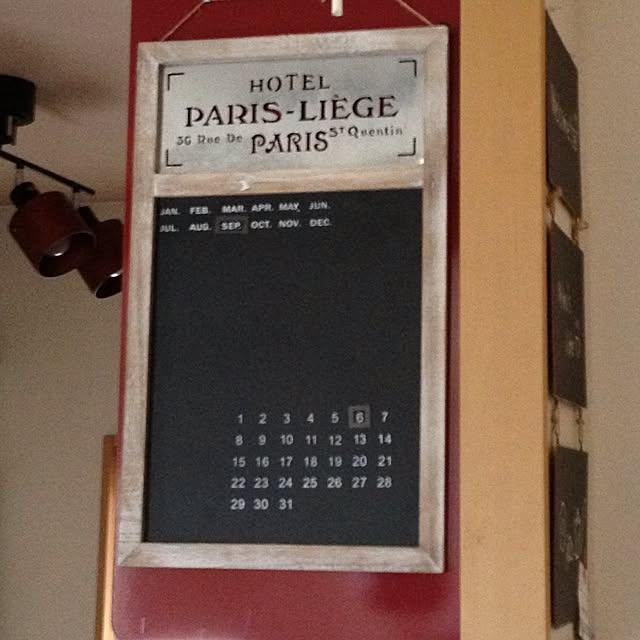 HOTEL
PARIS-LIÈGE
36 Rue De PARIS ST Quentin
JAN. FEB. MAR. APR. MAY. JUN.
JUL. AUG. SEP. OCT. NOV. DEC.
1 2 3 4 5 6 7
8 9 10 11 12 13 14
15 16 17 18 19 20 21
22 23 24 25 26 27 28
29 30 31